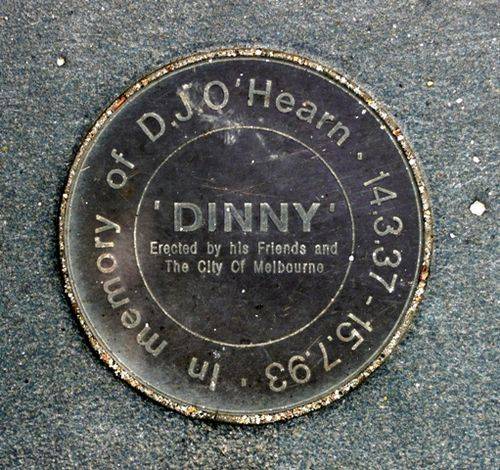 In memory of D.J.O'Hearn · 14.3.37 - 15.7.93 ·
'DINNY'
Erected by his Friends and
The City Of Melbourne